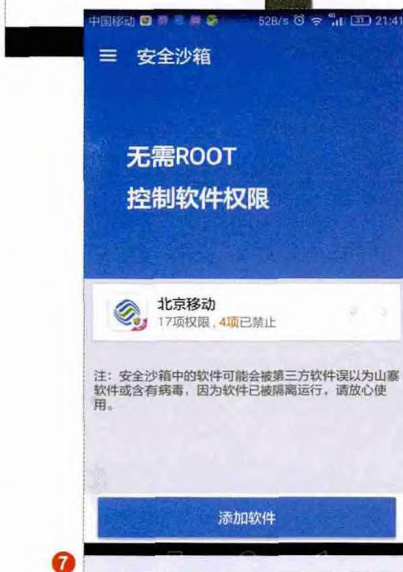 中国移动 52B/s 4G 31 21:41
安全沙箱
无需ROOT
控制软件权限
北京移动
17项权限,4项已禁止
注：安全沙箱中的软件可能会被第三方软件误以为山寨
软件或含有病毒，因为软件已被隔离运行，请放心使
用。
添加软件
7